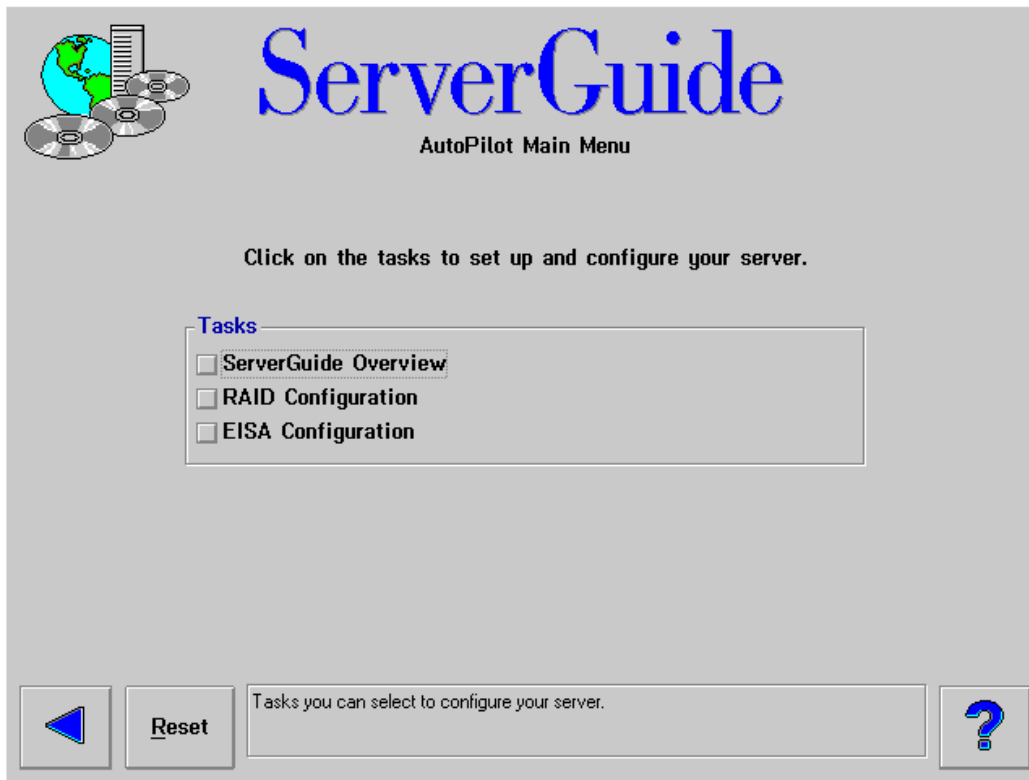 ServerGuide
AutoPilot Main Menu
Click on the tasks to set up and configure your server.
Tasks
ServerGuide Overview
RAID Configuration
EISA Configuration
Reset
Tasks you can select to configure your server.
?